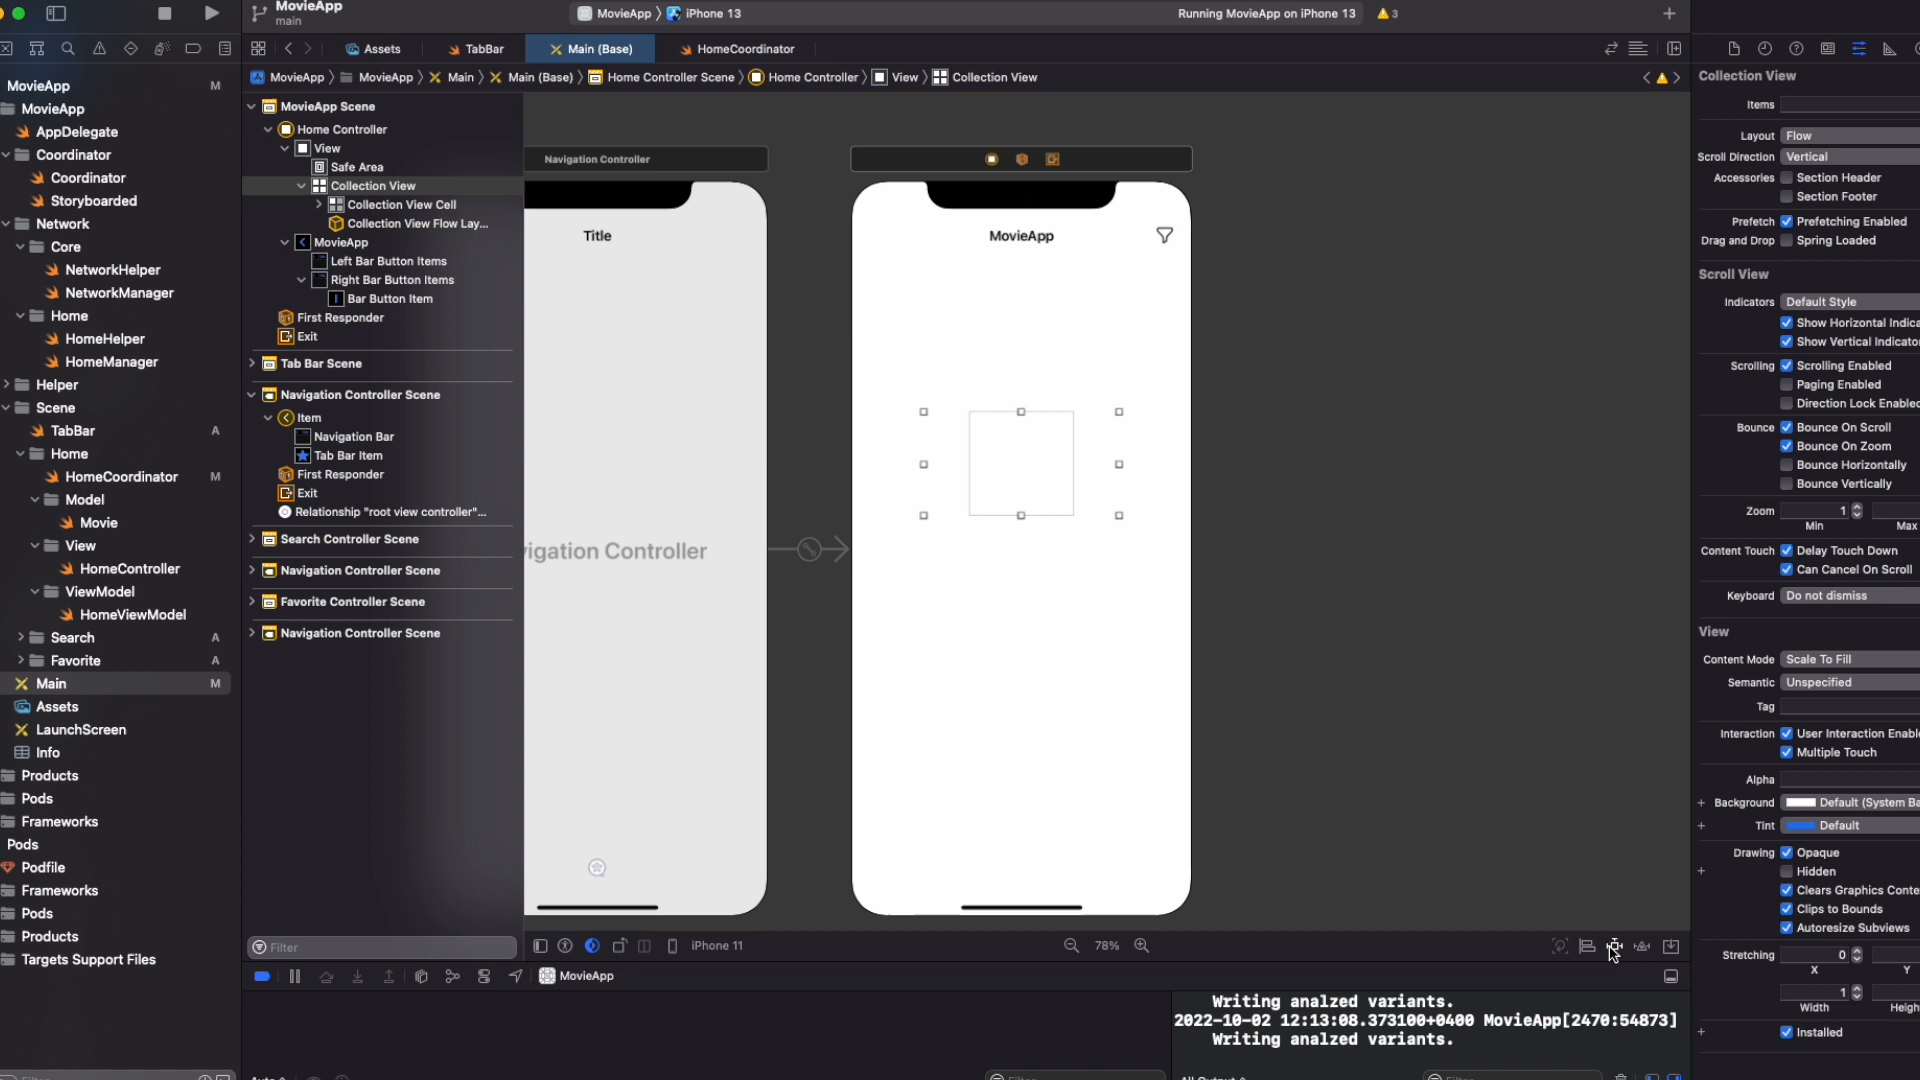 MovieApp
main
MovieApp 〉 iPhone 13
Running MovieApp on iPhone 13
3
Assets
TabBar
Main (Base)
HomeCoordinator
MovieApp 〉 MovieApp 〉 Main 〉 Main (Base) 〉 Home Controller Scene 〉 Home Controller 〉 View 〉 Collection View
MovieApp M
MovieApp
AppDelegate
Coordinator
Coordinator
Storyboarded
Network
Core
NetworkHelper
NetworkManager
Home
HomeHelper
HomeManager
Helper
Scene
TabBar A
Home
HomeCoordinator M
Model
Movie
View
HomeController
ViewModel
HomeViewModel
Search A
Favorite A
Main M
Assets
LaunchScreen
Info
Products
Pods
Frameworks
Pods
Podfile
Frameworks
Pods
Products
Targets Support Files
MovieApp Scene
Home Controller
View
Safe Area
Collection View
Collection View Cell
Collection View Flow Lay...
MovieApp
Left Bar Button Items
Right Bar Button Items
Bar Button Item
First Responder
Exit
Tab Bar Scene
Navigation Controller Scene
Item
Navigation Bar
Tab Bar Item
First Responder
Exit
Relationship "root view controller"...
Search Controller Scene
Navigation Controller Scene
Favorite Controller Scene
Navigation Controller Scene
Filter
Navigation Controller
Title
vigation Controller
MovieApp
iPhone 11
78%
MovieApp
Writing analzed variants.
2022-10-02 12:13:08.373100+0400 MovieApp[2470:54873]
Writing analzed variants.
Collection View
Items
Layout Flow
Scroll Direction Vertical
Accessories Section Header
Section Footer
Prefetch Prefetching Enabled
Drag and Drop Spring Loaded
Scroll View
Indicators Default Style
Show Horizontal Indica
Show Vertical Indicator
Scrolling Scrolling Enabled
Paging Enabled
Direction Lock Enabled
Bounce Bounce On Scroll
Bounce On Zoom
Bounce Horizontally
Bounce Vertically
Zoom 1
Min Max
Content Touch Delay Touch Down
Can Cancel On Scroll
Keyboard Do not dismiss
View
Content Mode Scale To Fill
Semantic Unspecified
Tag
Interaction User Interaction Enable
Multiple Touch
Alpha
Background Default (System Ba
Tint Default
Drawing Opaque
Hidden
Clears Graphics Conte
Clips to Bounds
Autoresize Subviews
Stretching 0
X Y
1
Width Heigh
Installed